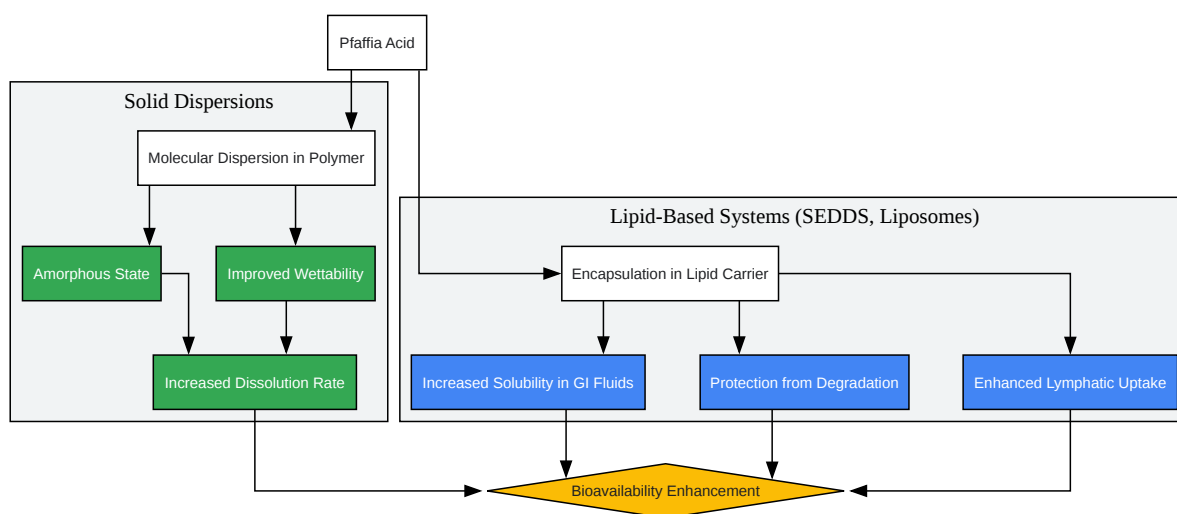 Pfaffia Acid
Solid Dispersions
Molecular Dispersion in Polymer
Amorphous State
Improved Wettability
Increased Dissolution Rate
Lipid-Based Systems (SEDDS, Liposomes)
Encapsulation in Lipid Carrier
Increased Solubility in GI Fluids
Protection from Degradation
Enhanced Lymphatic Uptake
Bioavailability Enhancement